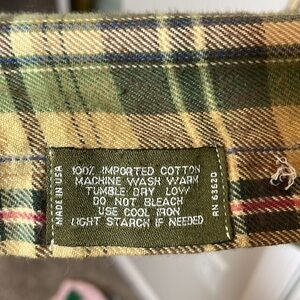 MADE IN USA
100% IMPORTED COTTON
MACHINE WASH WARM
TUMBLE DRY LOW
DO NOT BLEACH
USE COOL IRON
LIGHT STARCH IF NEEDED
RN 63620